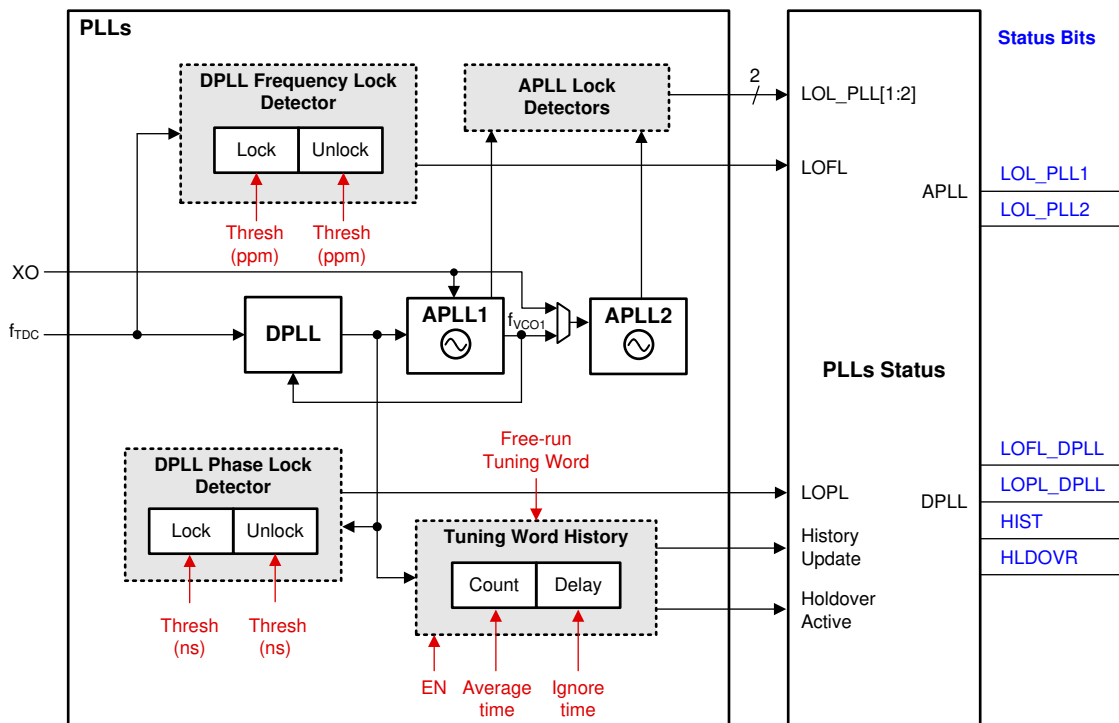 PLLs
Status Bits
DPLL Frequency Lock
Detector
Lock
Unlock
Thresh
(ppm)
Thresh
(ppm)
APLL Lock
Detectors
2
LOL_PLL[1:2]
LOFL
APLL
LOL_PLL1
LOL_PLL2
XO
fTDC
DPLL
APLL1
fVCO1
APLL2
PLLs Status
Free-run
Tuning Word
DPLL Phase Lock
Detector
Lock
Unlock
Thresh
(ns)
Thresh
(ns)
Tuning Word History
Count
Delay
EN
Average
time
Ignore
time
LOPL
History
Update
Holdover
Active
DPLL
LOFL_DPLL
LOPL_DPLL
HIST
HLDOVR